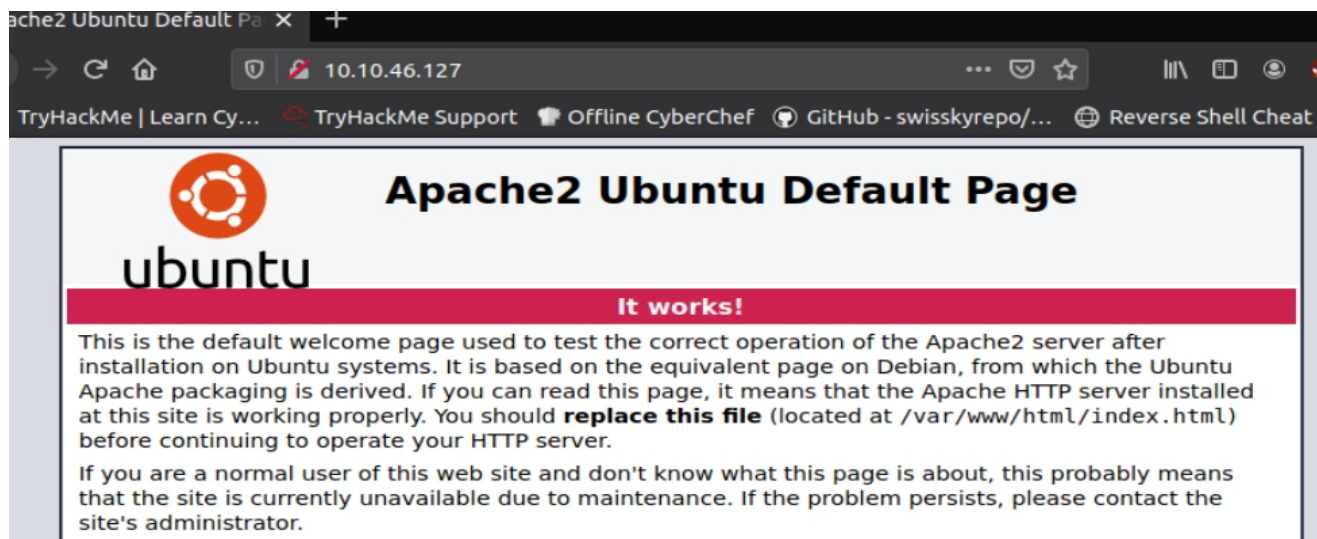 Apache2 Ubuntu Default Pa
10.10.46.127
TryHackMe | Learn Cy... TryHackMe Support Offline CyberChef GitHub - swisskyrepo/... Reverse Shell Cheat
Apache2 Ubuntu Default Page
ubuntu
It works!
This is the default welcome page used to test the correct operation of the Apache2 server after
installation on Ubuntu systems. It is based on the equivalent page on Debian, from which the Ubuntu
Apache packaging is derived. If you can read this page, it means that the Apache HTTP server installed
at this site is working properly. You should replace this file (located at /var/www/html/index.html)
before continuing to operate your HTTP server.
If you are a normal user of this web site and don't know what this page is about, this probably means
that the site is currently unavailable due to maintenance. If the problem persists, please contact the
site's administrator.